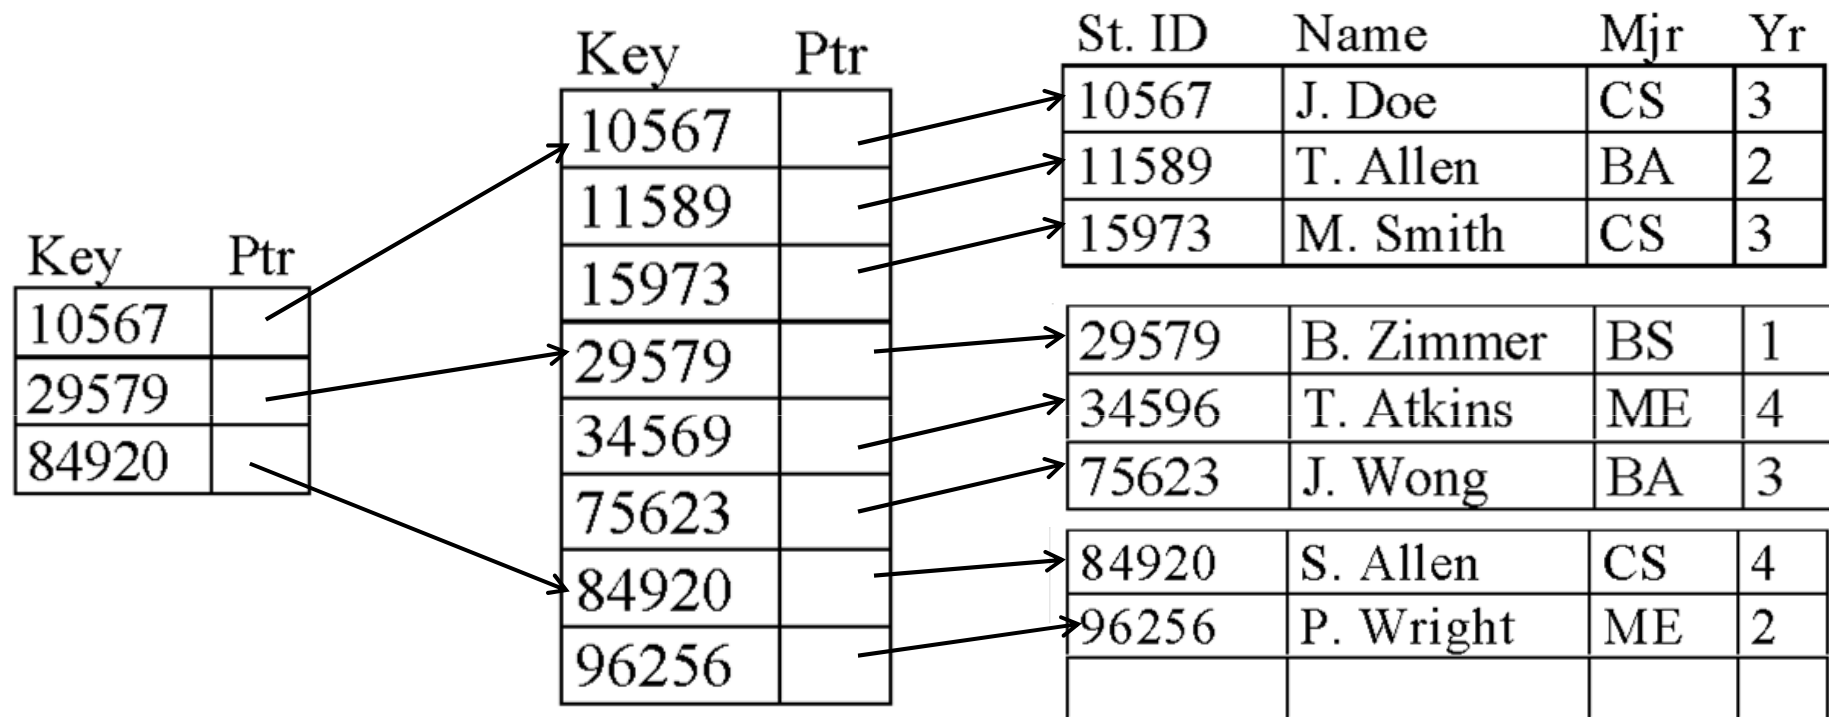 Key Ptr
10567
29579
84920
Key Ptr
10567
11589
15973
29579
34569
75623
84920
96256
St. ID Name Mjr Yr
10567 J. Doe CS 3
11589 T. Allen BA 2
15973 M. Smith CS 3
29579 B. Zimmer BS 1
34596 T. Atkins ME 4
75623 J. Wong BA 3
84920 S. Allen CS 4
96256 P. Wright ME 2